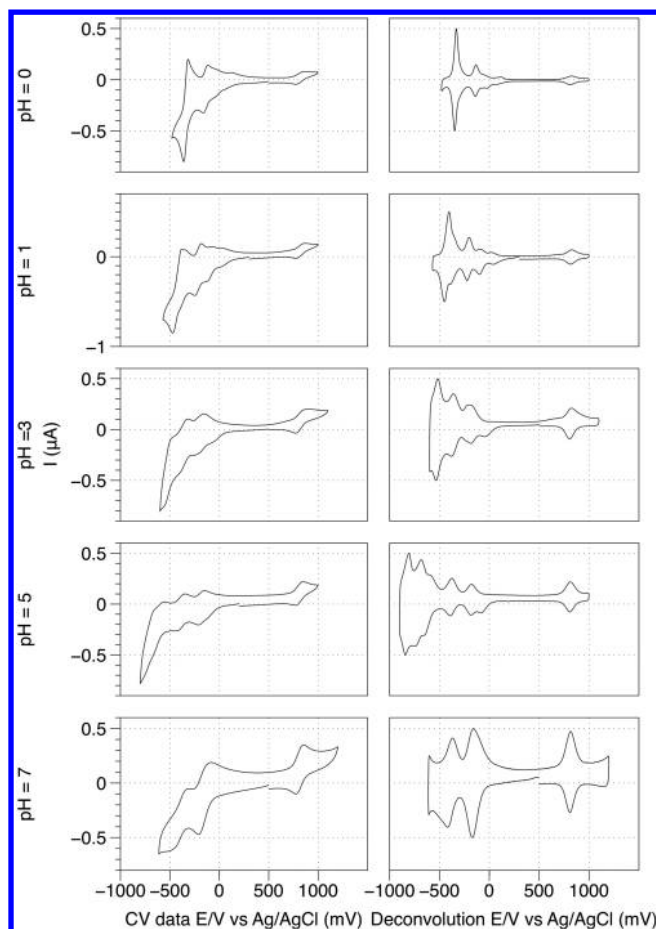 0.5
0
−0.5
pH = 0
0
−1
pH = 1
0.5
0
−0.5
pH =3
I (µA)
0.5
0
−0.5
pH = 5
0.5
0
−0.5
pH = 7
−1000 −500 0 500 1000 −1000 −500 0 500 1000
CV data E/V vs Ag/AgCl (mV) Deconvolution E/V vs Ag/AgCl (mV)